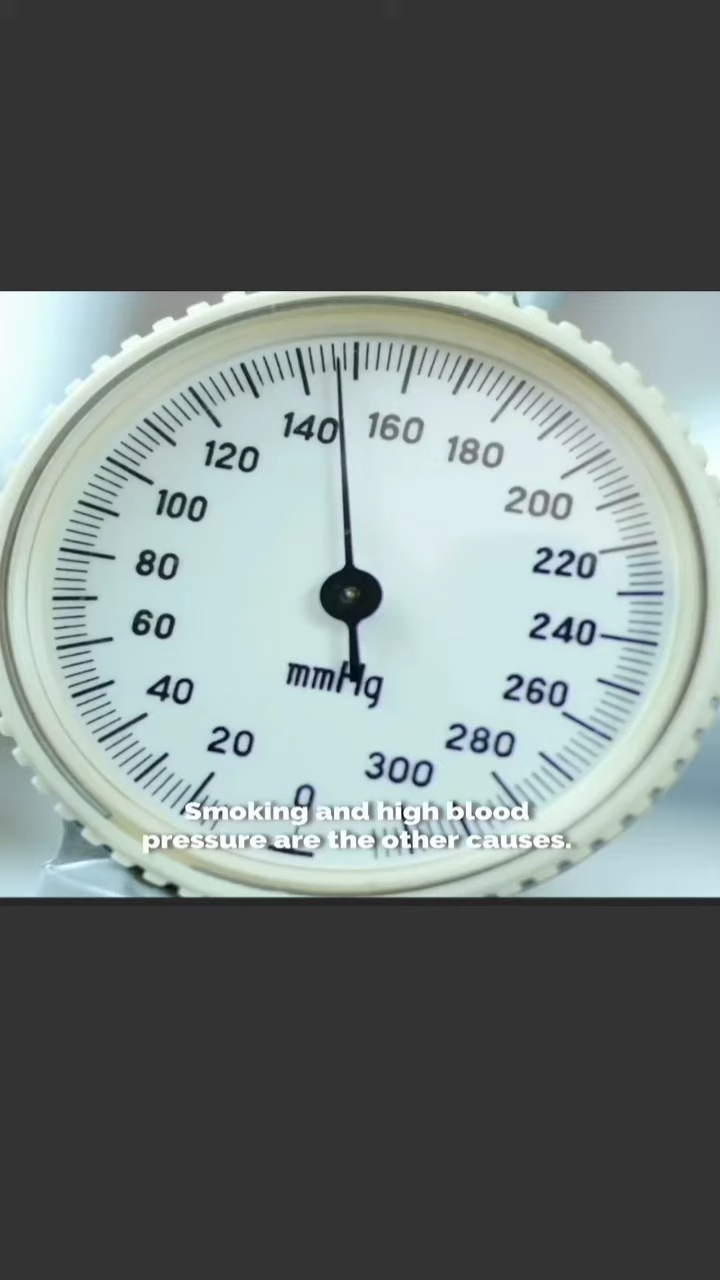 140 160
120 180
100 200
80 220
60 240
40 260
20 280
0 300
mmHg
Smoking and high blood
pressure are the other causes.